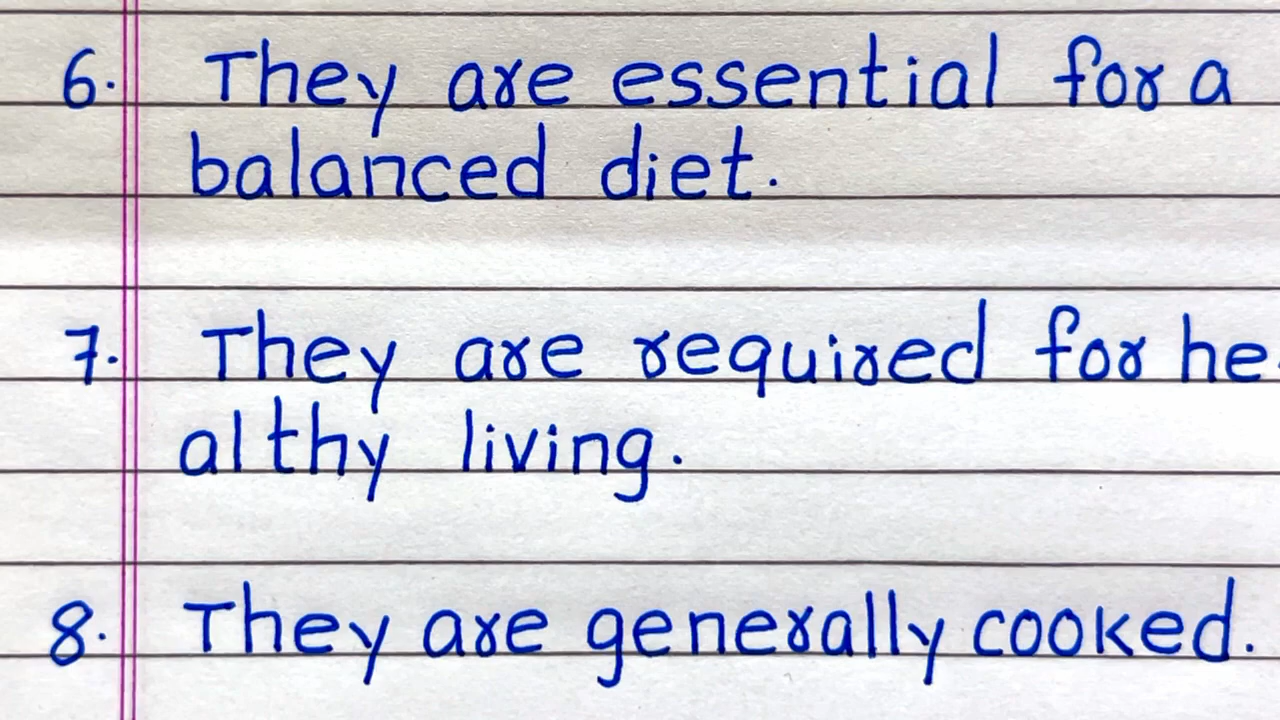 6. They are essential for a
balanced diet.
7. They are required for he-
althy living.
8. They are generally cooked.